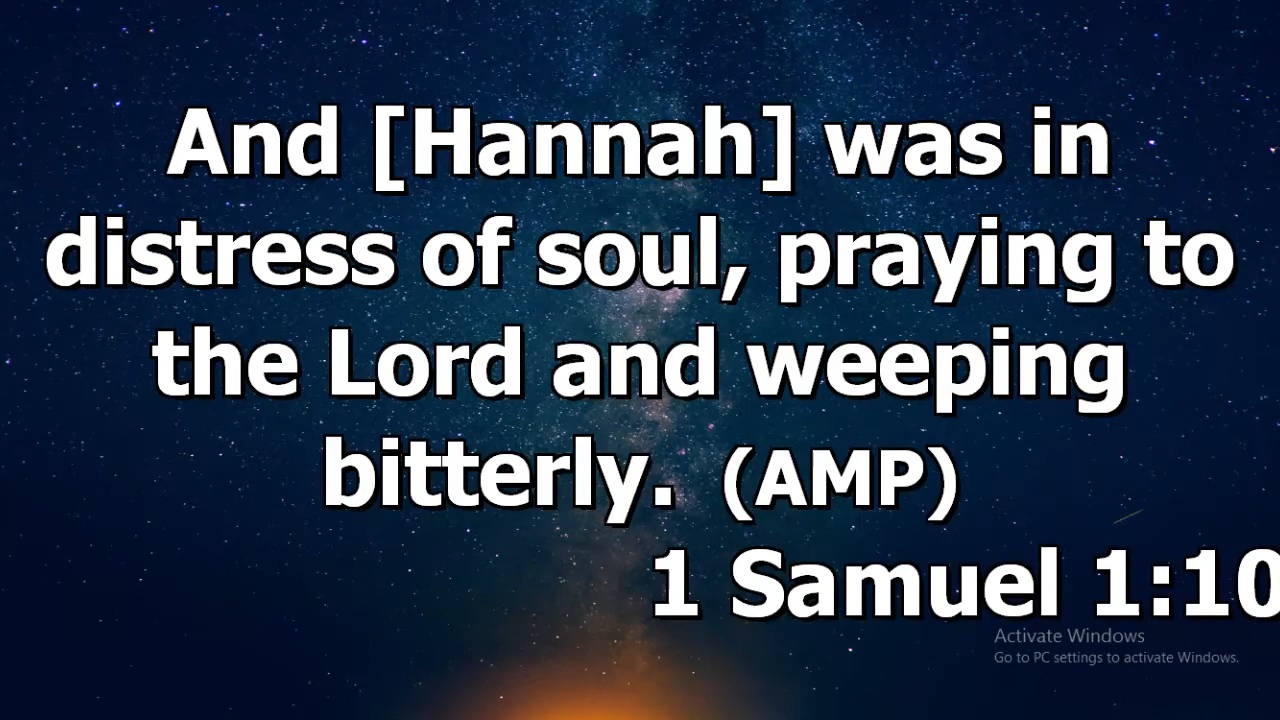 And [Hannah] was in
distress of soul, praying to
the Lord and weeping
bitterly. (AMP)
1 Samuel 1:10
Activate Windows
Go to PC settings to activate Windows.